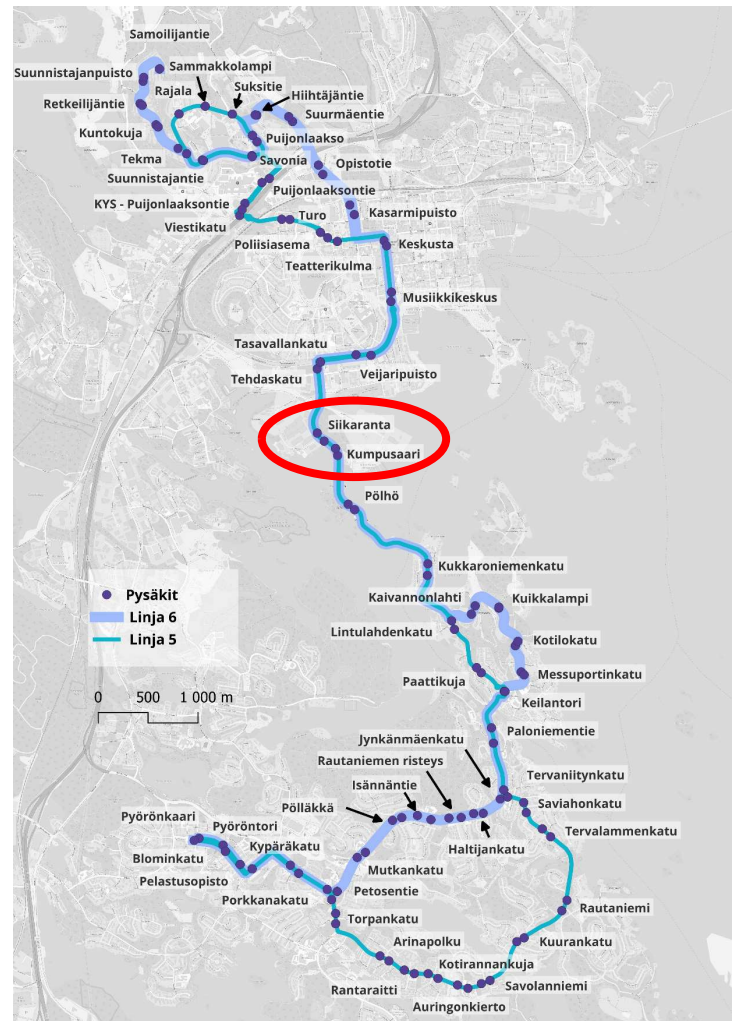 Samoilijantie
Sammakkolampi
Suunnistajanpuisto
Rajala
Suksitie
Hiihtäjäntie
Retkeilijäntie
Suurmäentie
Kuntokuja
Puijonlaakso
Tekma
Savonia
Opistotie
Suunnistajantie
Puijonlaaksontie
KYS - Puijonlaaksontie
Kasarmipuisto
Viestikatu
Turo
Poliisiasema
Keskusta
Teatterikulma
Musiikkikeskus
Tasavallankatu
Tehdaskatu
Veijaripuisto
Siikaranta
Kumpusaari
Pölhö
Kukkaroniemenkatu
Pysäkit
Linja 6
Linja 5
Kaivannonlahti
Kuikkalampi
Lintulahdenkatu
Kotilokatu
Messuportinkatu
Paattikuja
Keilantori
0 500 1 000 m
Paloniementie
Jynkänmäenkatu
Rautaniemen risteys
Tervaniitynkatu
Isännäntie
Saviahonkatu
Pölläkkä
Pyörönkaari
Pyöröntori
Tervalammenkatu
Kypäräkatu
Haltijankatu
Blominkatu
Mutkankatu
Pelastusopisto
Petosentie
Porkkanakatu
Rautaniemi
Torpankatu
Arinapolku
Kuurankatu
Kotirannankuja
Rantaraitti
Savolanniemi
Auringonkierto